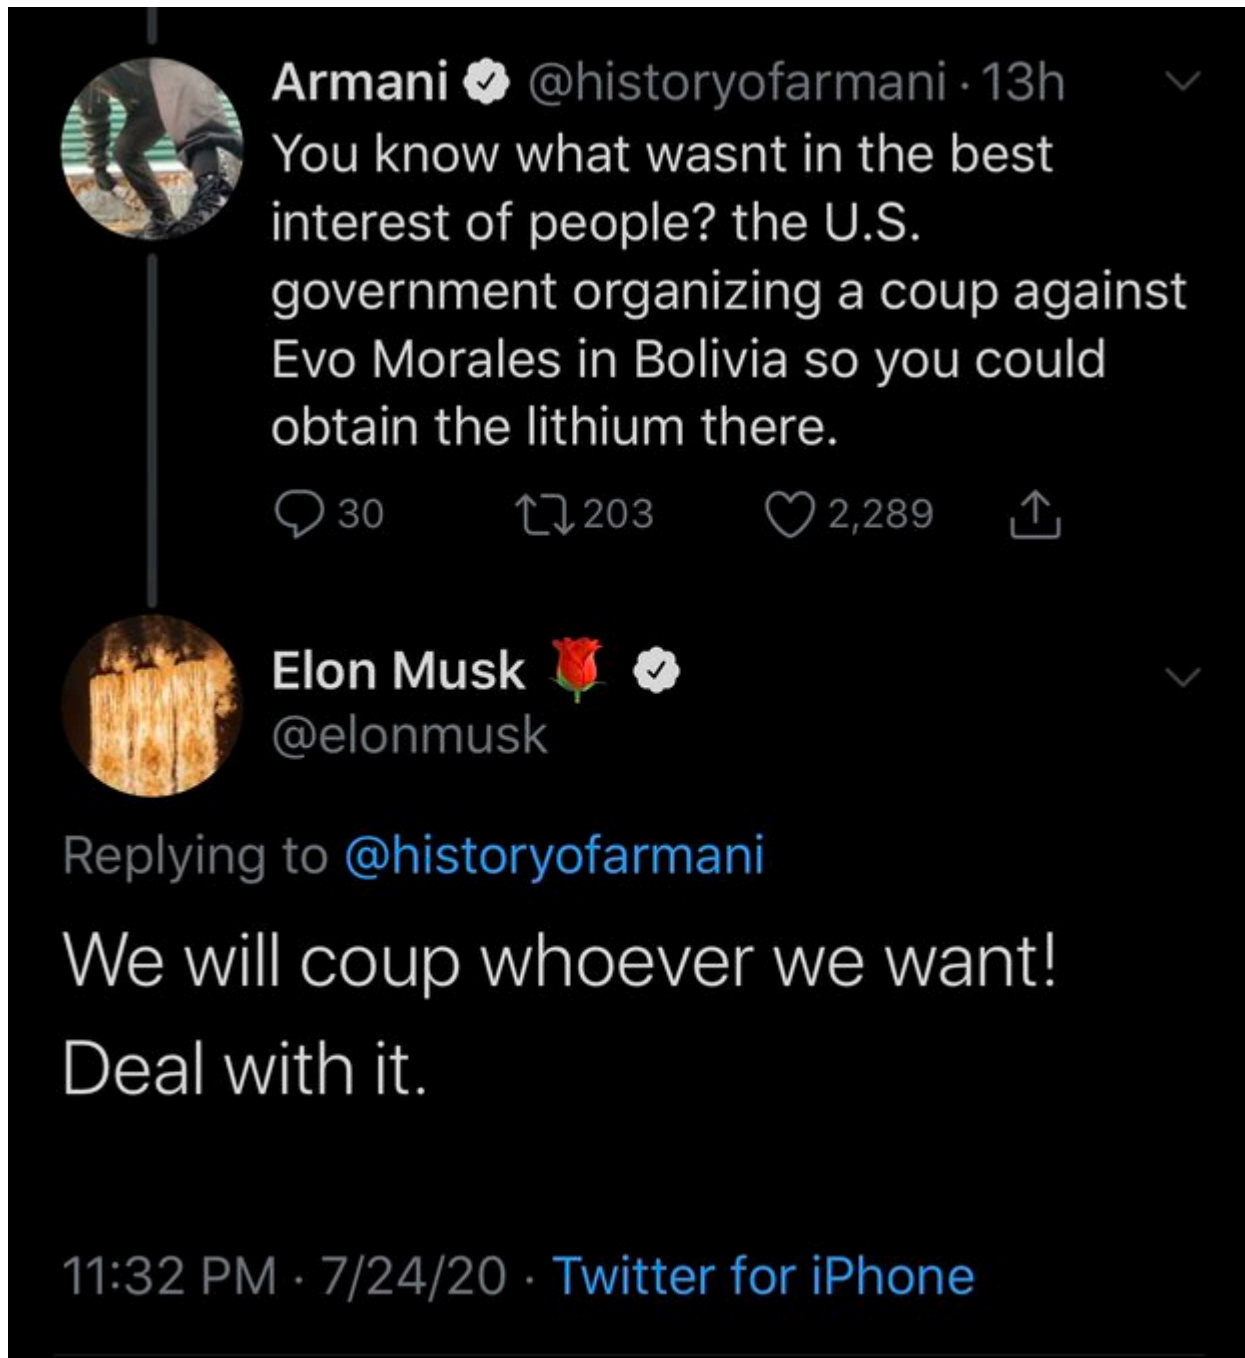 Armani @historyofarmani · 13h
You know what wasnt in the best
interest of people? the U.S.
government organizing a coup against
Evo Morales in Bolivia so you could
obtain the lithium there.
30 203 2,289
Elon Musk 🌹
@elonmusk
Replying to @historyofarmani
We will coup whoever we want!
Deal with it.
11:32 PM · 7/24/20 · Twitter for iPhone